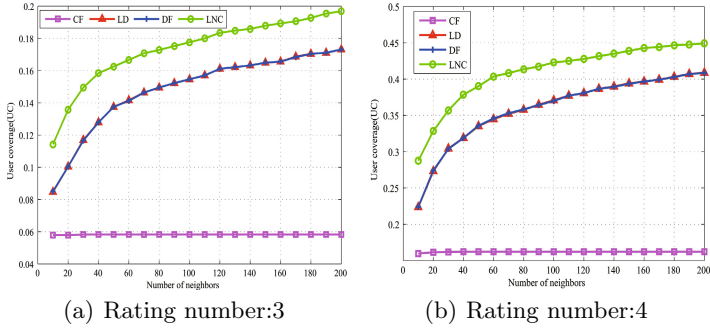 CF LD DF LNC
User coverage(UC)
0.2
0.18
0.16
0.14
0.12
0.1
0.08
0.06
0.04
0 20 40 60 80 100 120 140 160 180 200
Number of neighbors
(a) Rating number:3
CF
LD
DF
LNC
User coverage(UC)
0.5
0.45
0.4
0.35
0.3
0.25
0.2
0 20 40 60 80 100 120 140 160 180 200
Number of neighbors
(b) Rating number:4